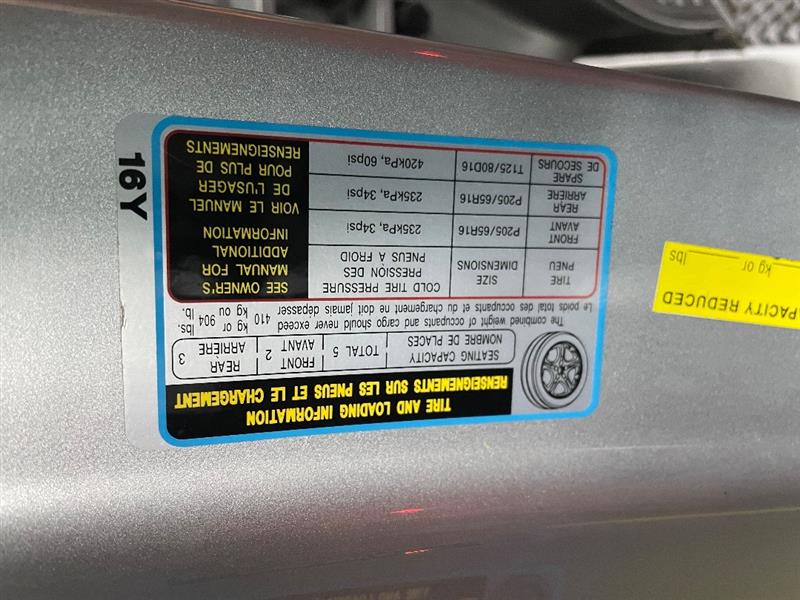 TIRE AND LOADING INFORMATION
RENSEIGNEMENTS SUR LES PNEUS ET LE CHARGEMENT
SEATING CAPACITY
NOMBRE DE PLACES
TOTAL 5
FRONT
AVANT
2
REAR
ARRIÈRE
3
The combined weight of occupants and cargo should never exceed 410 kg or 904 lbs.
Le poids total des occupants et du chargement ne doit jamais dépasser 410 kg ou 904 lb.
TIRE
PNEU
SIZE
DIMENSIONS
COLD TIRE PRESSURE
PRESSION DES
PNEUS A FROID
FRONT
AVANT
P205/65R16
235kPa, 34psi
REAR
ARRIÈRE
P205/65R16
235kPa, 34psi
SPARE
DE SECOURS
T125/80D16
420kPa, 60psi
SEE OWNER'S
MANUAL FOR
ADDITIONAL
INFORMATION
VOIR LE MANUEL
DE L'USAGER
POUR PLUS DE
RENSEIGNEMENTS
16Y
CAPACITY REDUCED
kg or
lbs